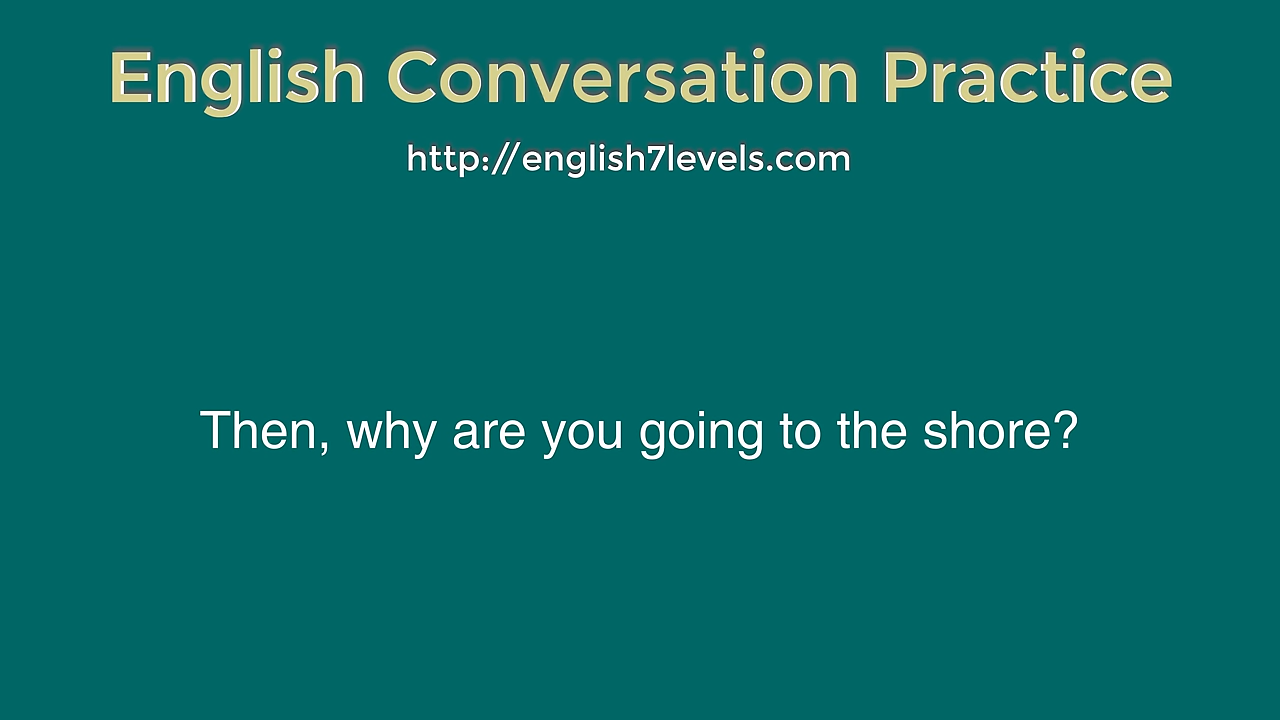 English Conversation Practice
http://english7levels.com
Then, why are you going to the shore?